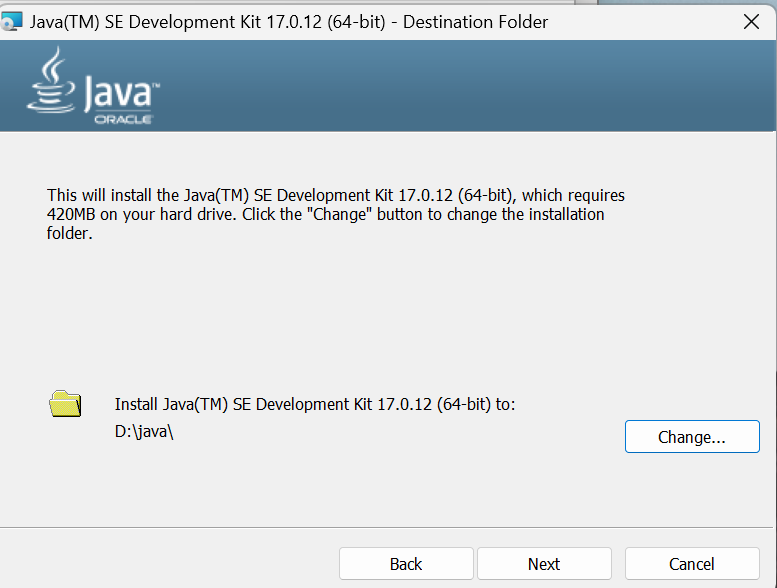 Java(TM) SE Development Kit 17.0.12 (64-bit) - Destination Folder
Java™
ORACLE
This will install the Java(TM) SE Development Kit 17.0.12 (64-bit), which requires
420MB on your hard drive. Click the "Change" button to change the installation
folder.
Install Java(TM) SE Development Kit 17.0.12 (64-bit) to:
D:\java\
Change...
Back
Next
Cancel